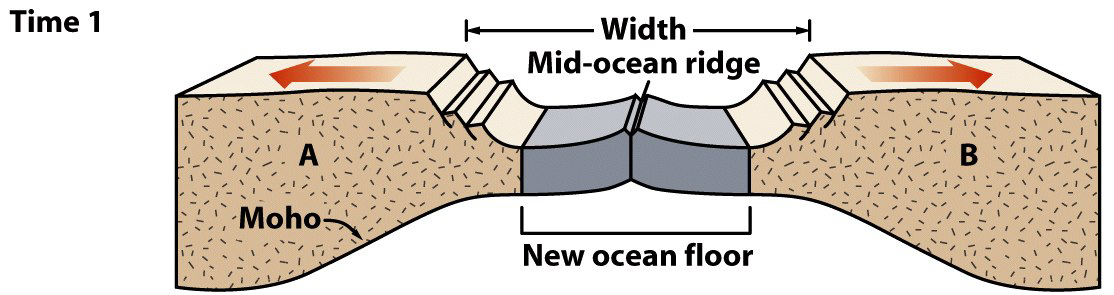 Time 1
Width
Mid-ocean ridge
A
B
Moho
New ocean floor